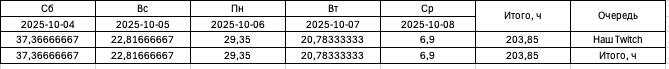 Сб Вс Пн Вт Ср Итого, ч Очередь
2025-10-04 2025-10-05 2025-10-06 2025-10-07 2025-10-08
37,36666667 22,81666667 29,35 20,78333333 6,9 203,85 Наш Twitch
37,36666667 22,81666667 29,35 20,78333333 6,9 203,85 Итого, ч